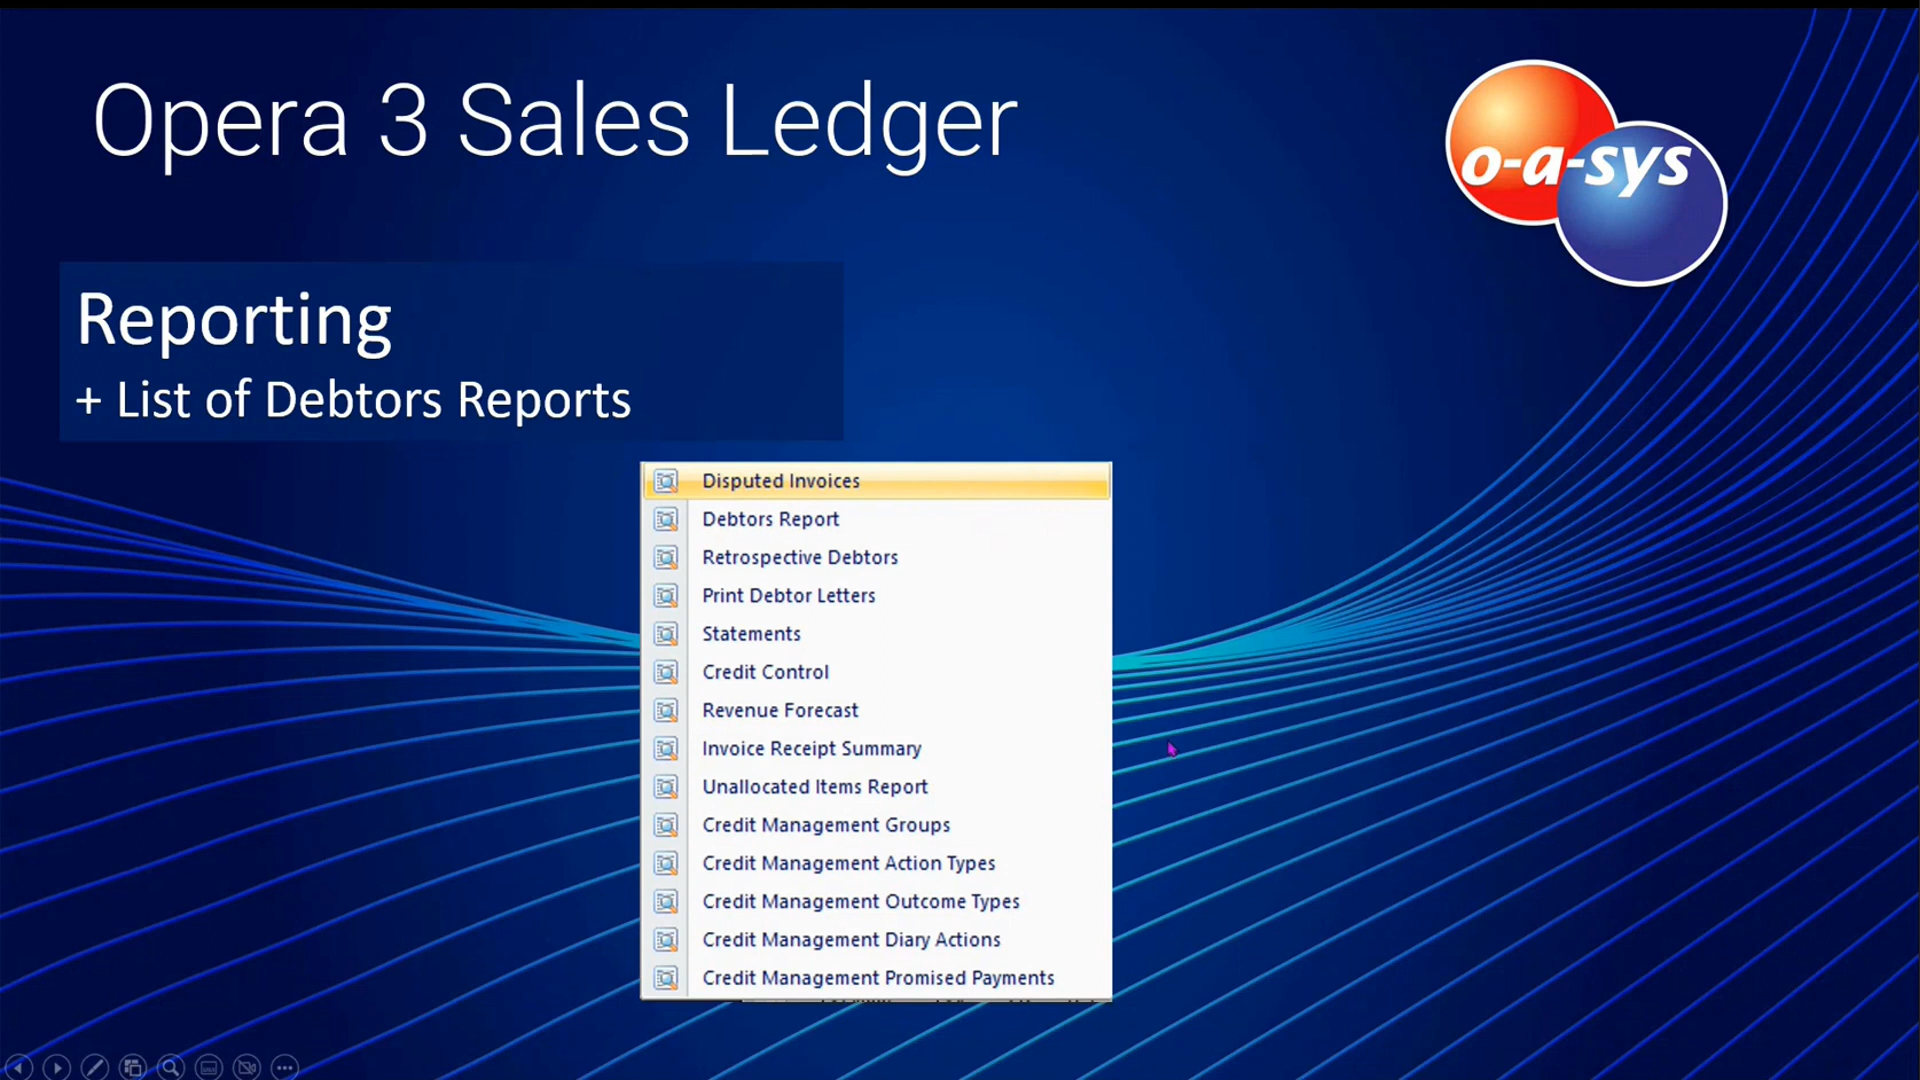 Opera 3 Sales Ledger
o-a-sys
Reporting
+ List of Debtors Reports
Disputed Invoices
Debtors Report
Retrospective Debtors
Print Debtor Letters
Statements
Credit Control
Revenue Forecast
Invoice Receipt Summary
Unallocated Items Report
Credit Management Groups
Credit Management Action Types
Credit Management Outcome Types
Credit Management Diary Actions
Credit Management Promised Payments